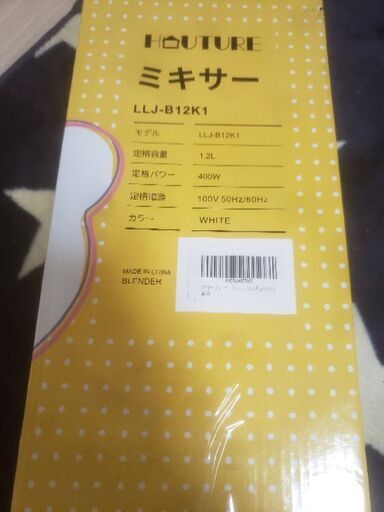 HOUTURE
ミキサー
LLJ-B12K1
モデル LLJ-B12K1
定格容量 1.2L
定格パワー 400W
定格電源 100V 50Hz/60Hz
カラー WHITE
MADE IN CHINA
BLENDER